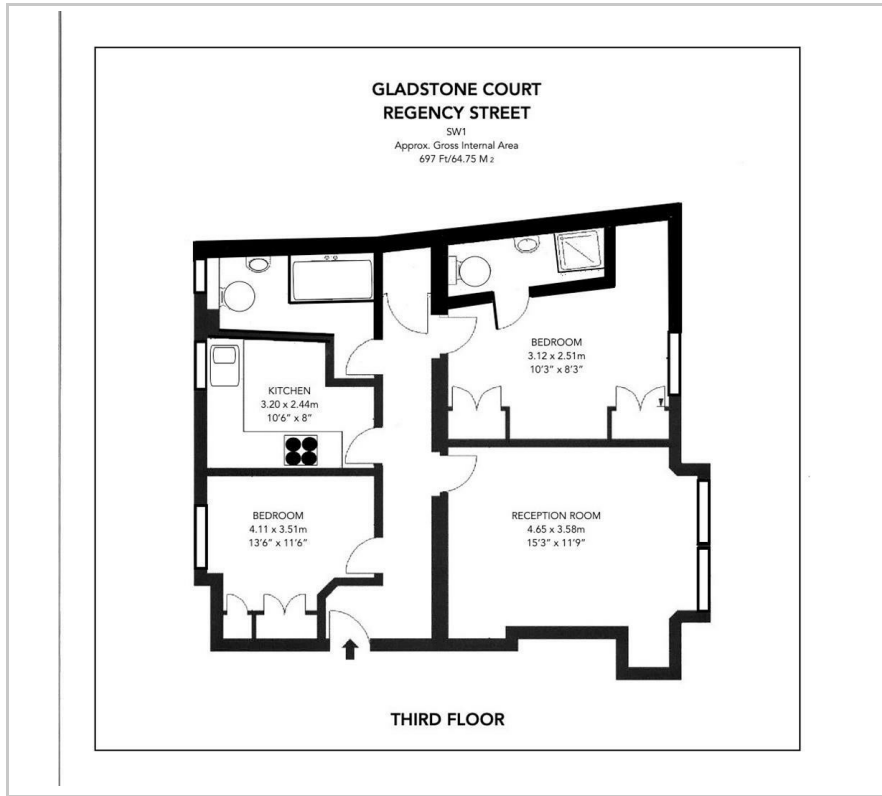 GLADSTONE COURT
REGENCY STREET
SW1
Approx. Gross Internal Area
697 Ft/64.75 M 2
BEDROOM
3.12 x 2.51m
10'3" x 8'3"
KITCHEN
3.20 x 2.44m
10'6" x 8"
BEDROOM
4.11 x 3.51m
13'6" x 11'6"
RECEPTION ROOM
4.65 x 3.58m
15'3" x 11'9"
THIRD FLOOR